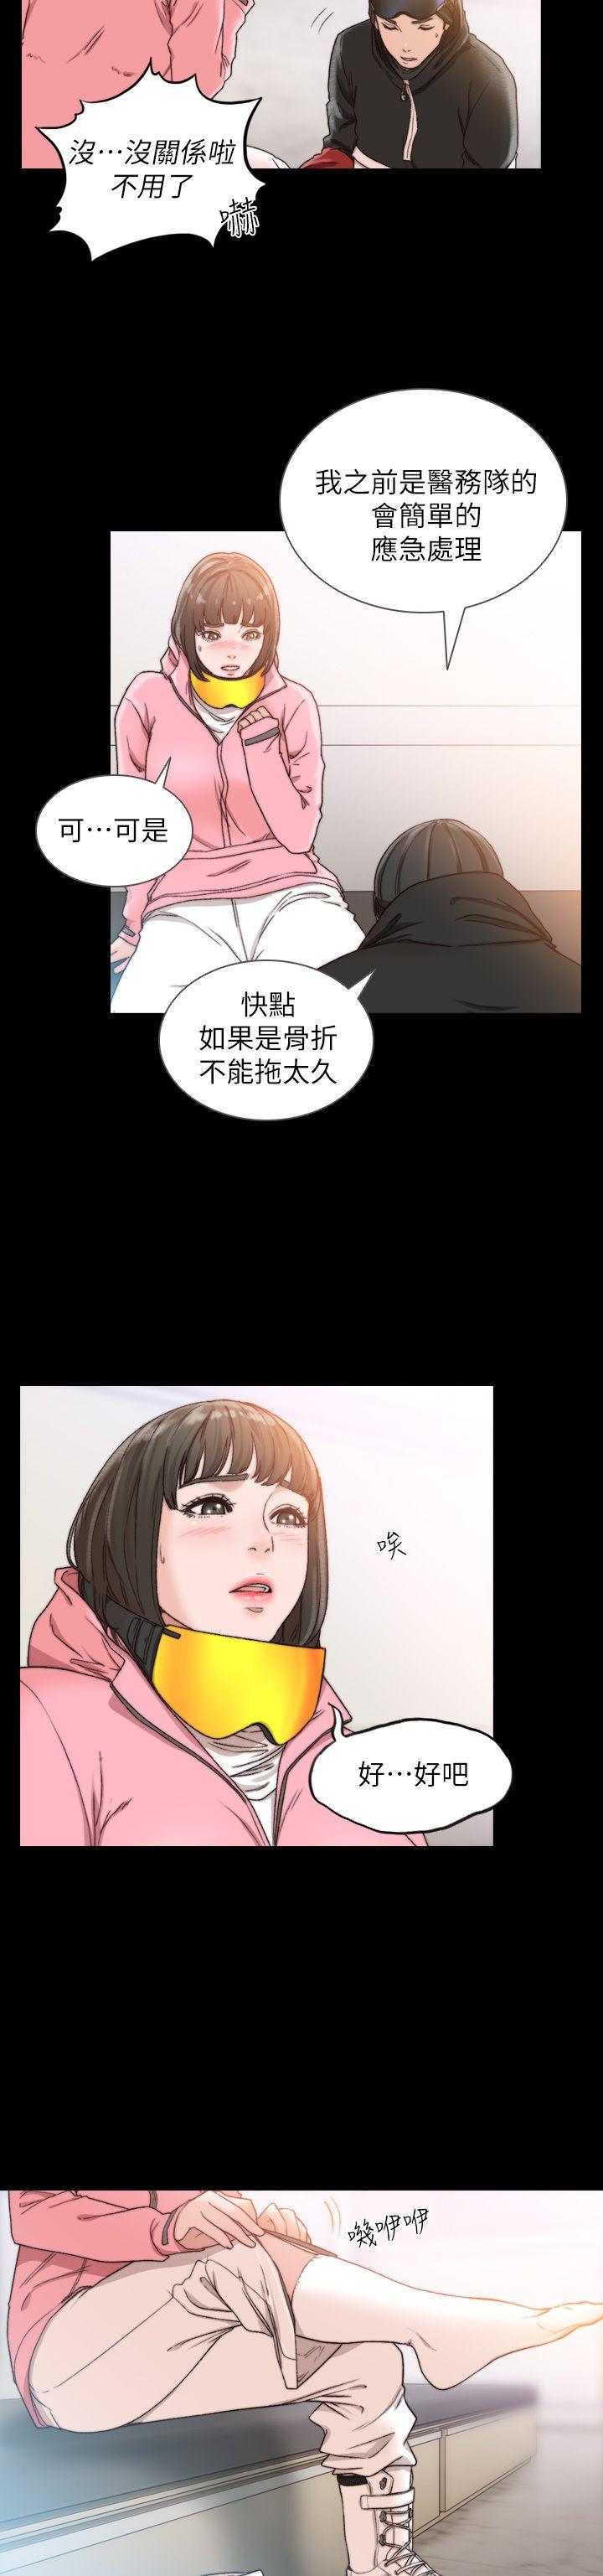 沒⋯沒關係啦
不用了
嚇
我之前是醫務隊的
會簡單的
應急處理
可⋯可是
快點
如果是骨折
不能拖太久
唉
好⋯好吧
嘰咿咿